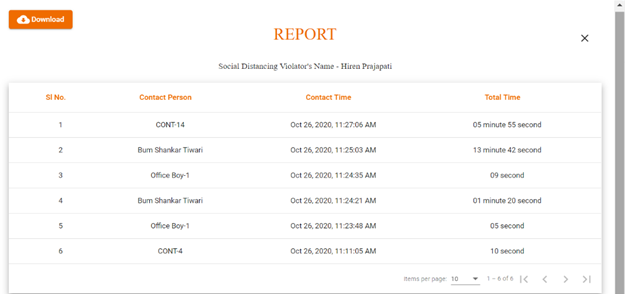 Download
REPORT
Social Distancing Violator's Name - Hiren Prajapati
Sl No. Contact Person Contact Time Total Time
1 CONT-14 Oct 26, 2020, 11:27:06 AM 05 minute 55 second
2 Bum Shankar Tiwari Oct 26, 2020, 11:25:03 AM 13 minute 42 second
3 Office Boy-1 Oct 26, 2020, 11:24:35 AM 09 second
4 Bum Shankar Tiwari Oct 26, 2020, 11:24:21 AM 01 minute 20 second
5 Office Boy-1 Oct 26, 2020, 11:23:48 AM 05 second
6 CONT-4 Oct 26, 2020, 11:11:05 AM 10 second
Items per page: 10 1 – 6 of 6